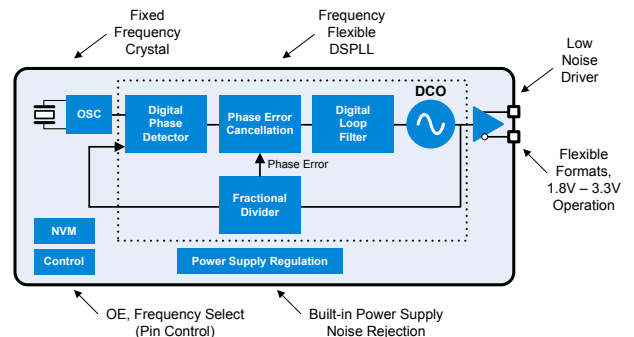 Fixed
Frequency
Crystal
Frequency
Flexible
DSPLL
Low
Noise
Driver
OSC
Digital
Phase
Detector
Phase Error
Cancellation
Digital
Loop
Filter
DCO
Phase Error
Fractional
Divider
Flexible
Formats,
1.8V – 3.3V
Operation
NVM
Control
Power Supply Regulation
OE, Frequency Select
(Pin Control)
Built-in Power Supply
Noise Rejection